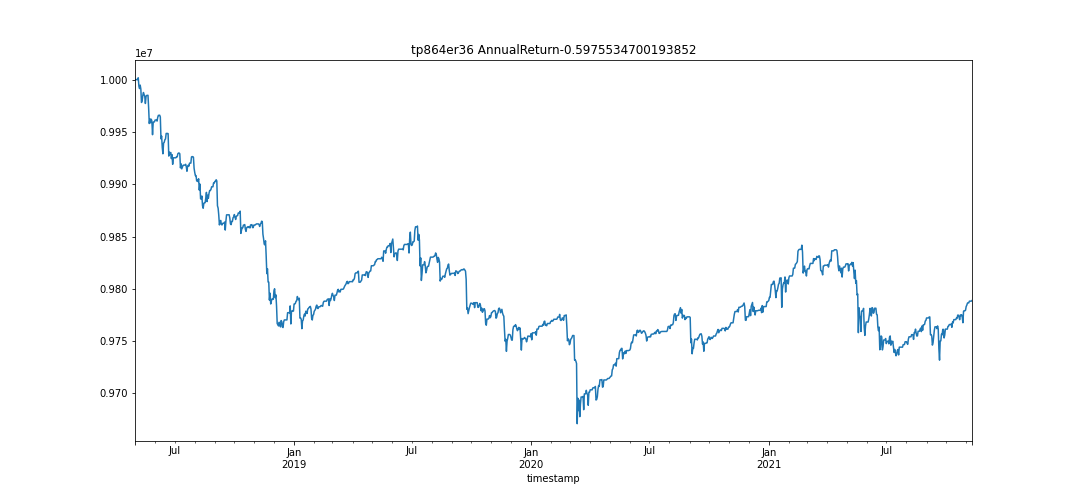 tp864er36 AnnualReturn-0.5975534700193852
1e7
1.000
0.995
0.990
0.985
0.980
0.975
0.970
Jul
Jan
2019
Jul
Jan
2020
Jul
Jan
2021
Jul
timestamp